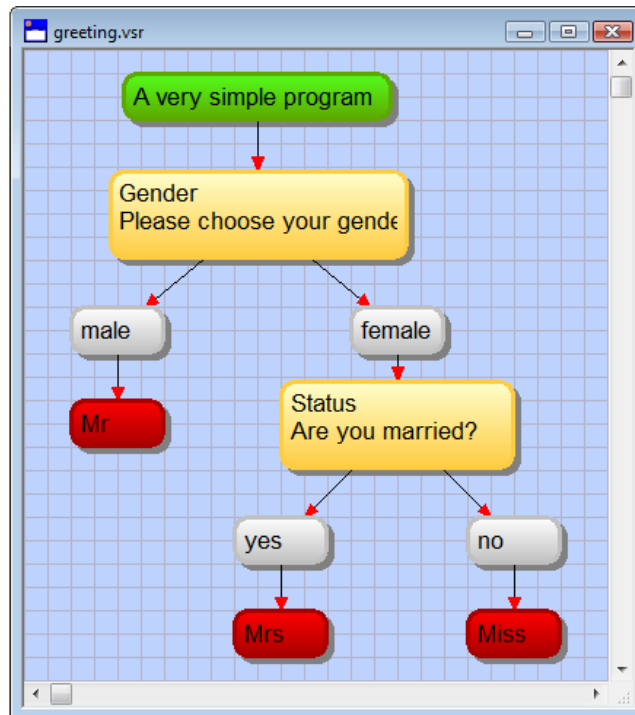 greeting.vsr
A very simple program
Gender
Please choose your gende
male
female
Mr
Status
Are you married?
yes
no
Mrs
Miss